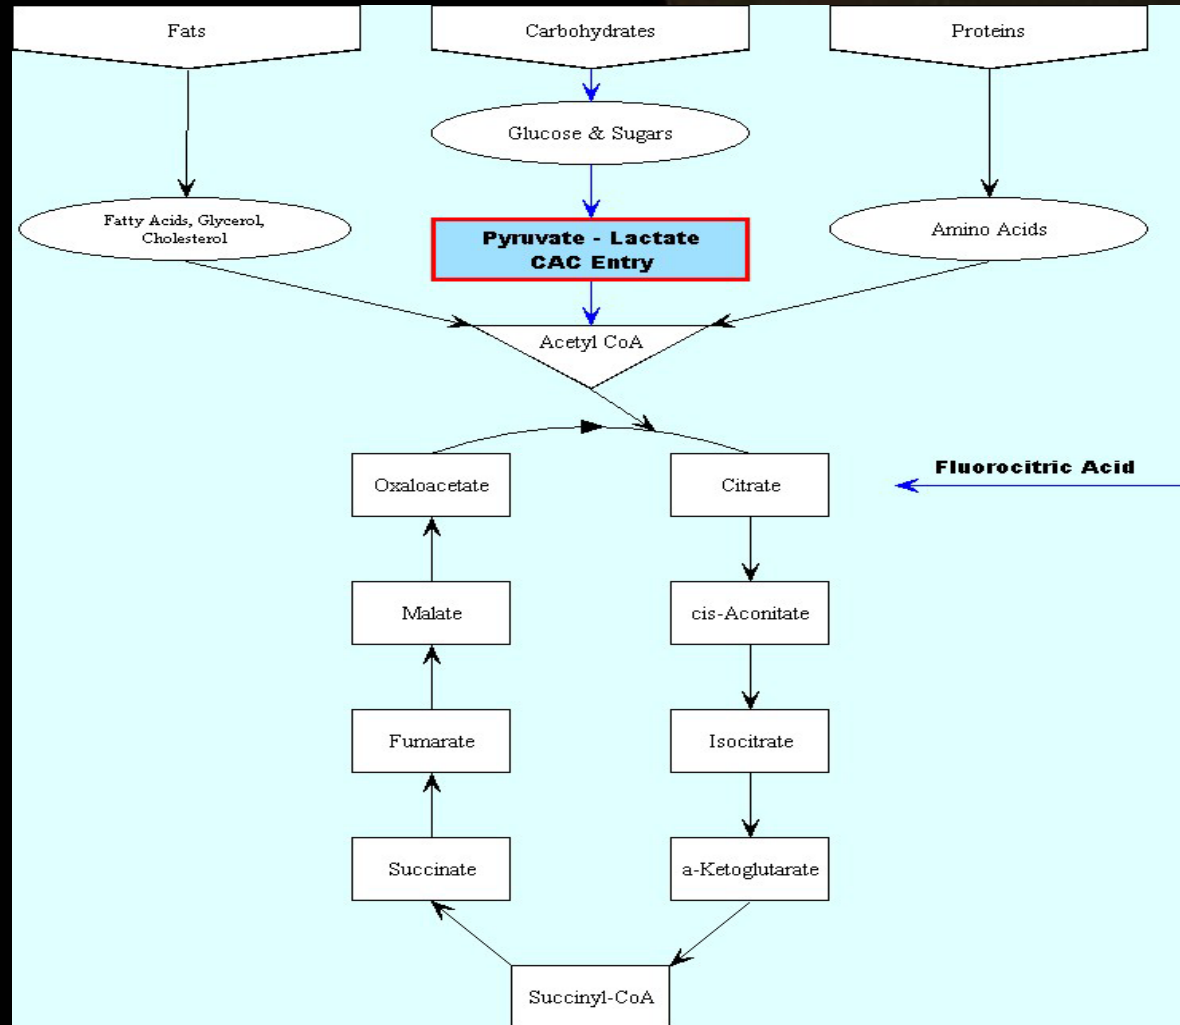 Fats
Carbohydrates
Proteins
Glucose & Sugars
Fatty Acids, Glycerol,
Cholesterol
Pyruvate - Lactate
CAC Entry
Amino Acids
Acetyl CoA
Oxaloacetate
Citrate
Fluorocitric Acid
Malate
cis-Aconitate
Fumarate
Isocitrate
Succinate
a-Ketoglutarate
Succinyl-CoA